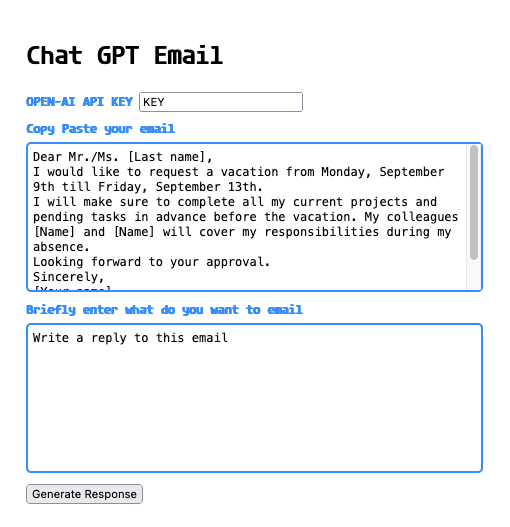 Chat GPT Email
OPEN-AI API KEY KEY
Copy Paste your email
Dear Mr./Ms. [Last name],
I would like to request a vacation from Monday, September
9th till Friday, September 13th.
I will make sure to complete all my current projects and
pending tasks in advance before the vacation. My colleagues
[Name] and [Name] will cover my responsibilities during my
absence.
Looking forward to your approval.
Sincerely,
[Your name]
Briefly enter what do you want to email
Write a reply to this email
Generate Response